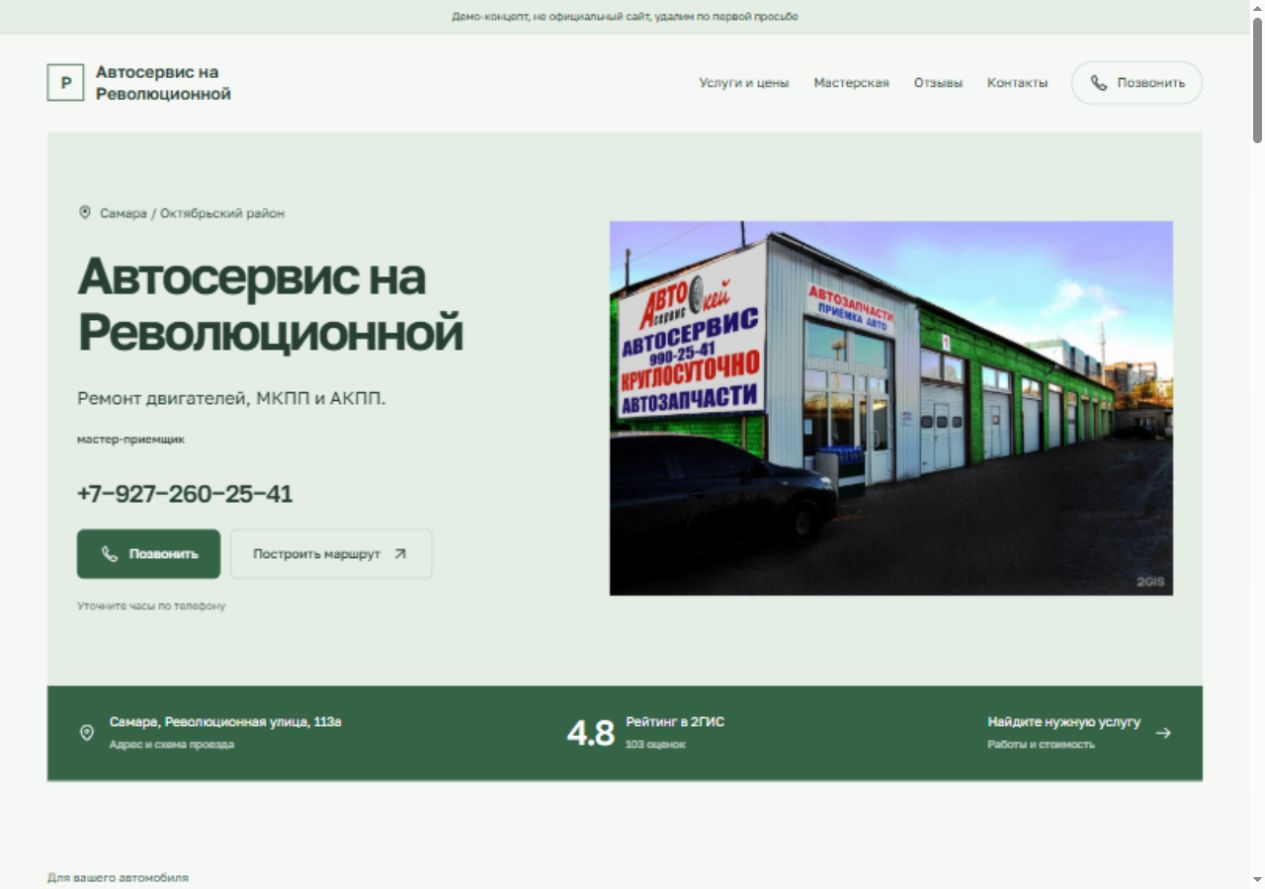 Демо-концепт, не официальный сайт, удалим по первой просьбе
Р
Автосервис на
Революционной
Услуги и цены
Мастерская
Отзывы
Контакты
Позвонить
Самара / Октябрьский район
Автосервис на
Революционной
Ремонт двигателей, МКПП и АКПП.
мастер-приемщик
+7-927-260-25-41
Позвонить
Построить маршрут
Уточните часы по телефону
АВТО
сервис
Окей
АВТОСЕРВИС
990-25-41
КРУГЛОСУТОЧНО
АВТОЗАПЧАСТИ
АВТОЗАПЧАСТИ
ПРИЁМКА АВТО
1
2GIS
Самара, Революционная улица, 113а
Адрес и схема проезда
4.8
Рейтинг в 2ГИС
103 оценок
Найдите нужную услугу
Работы и стоимость
Для вашего автомобиля